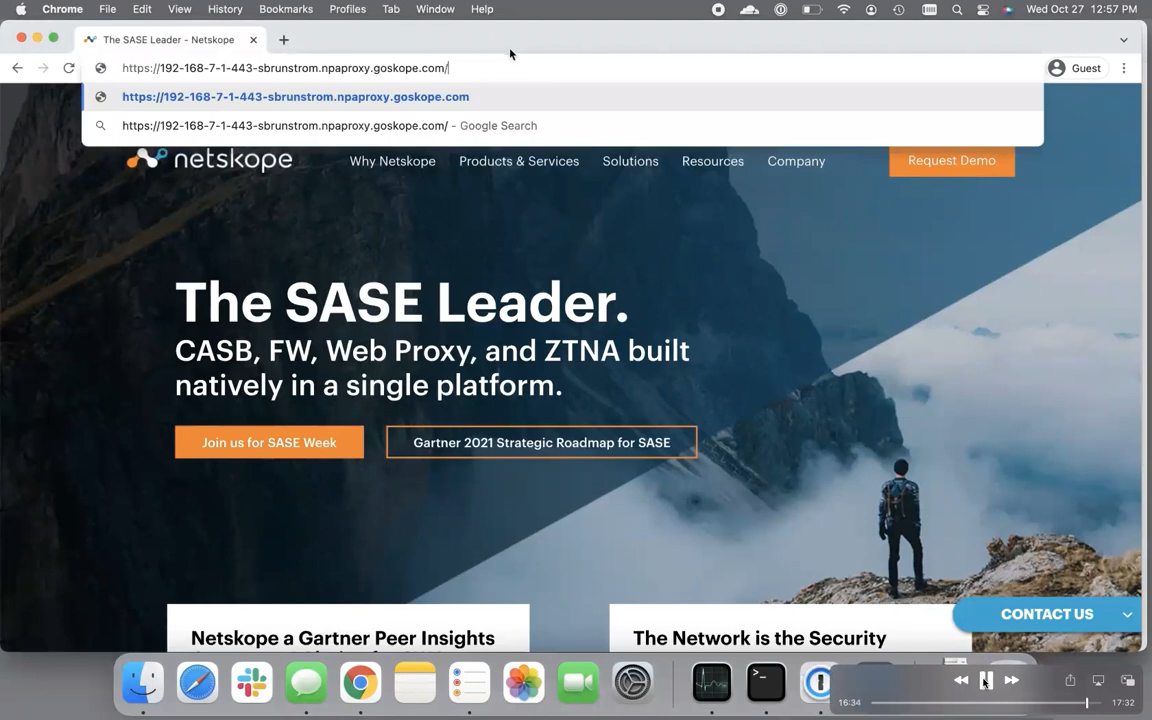 Chrome File Edit View History Bookmarks Profiles Tab Window Help Wed Oct 27 12:57 PM
The SASE Leader - Netskope
https://192-168-7-1-443-sbrunstrom.npaproxy.goskope.com/
Guest
https://192-168-7-1-443-sbrunstrom.npaproxy.goskope.com
https://192-168-7-1-443-sbrunstrom.npaproxy.goskope.com/ - Google Search
netskope Why Netskope Products & Services Solutions Resources Company Request Demo
The SASE Leader.
CASB, FW, Web Proxy, and ZTNA built
natively in a single platform.
Join us for SASE Week Gartner 2021 Strategic Roadmap for SASE
CONTACT US
Netskope a Gartner Peer Insights The Network is the Security
16:34 17:32